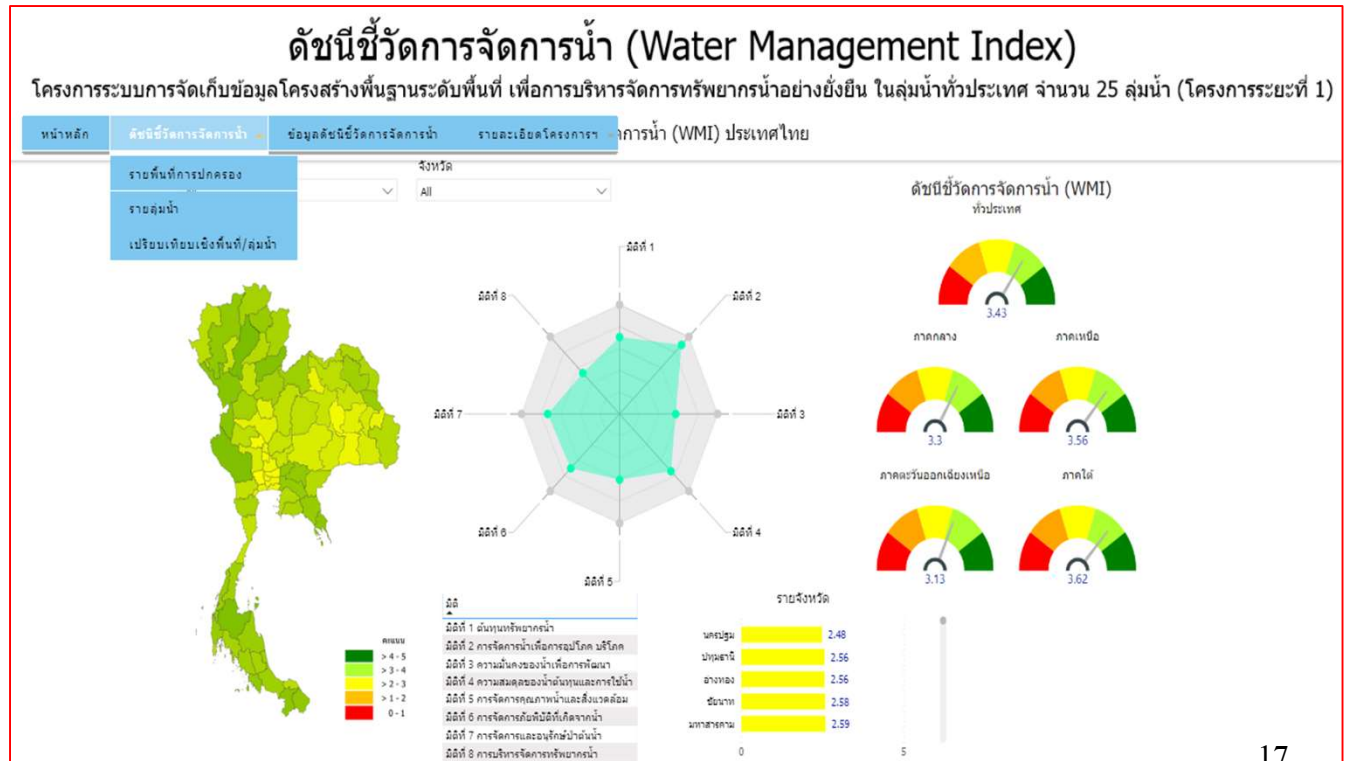 ดัชนีชี้วัดการจัดการน้ำ (Water Management Index)
โครงการระบบการจัดเก็บข้อมูลโครงสร้างพื้นฐานระดับพื้นที่ เพื่อการบริหารจัดการทรัพยากรน้ำอย่างยั่งยืน ในลุ่มน้ำทั่วประเทศ จำนวน 25 ลุ่มน้ำ (โครงการระยะที่ 1)
หน้าหลัก ดัชนีชี้วัดการจัดการน้ำ ข้อมูลดัชนีชี้วัดการจัดการน้ำ รายละเอียดโครงการฯ การน้ำ (WMI) ประเทศไทย
รายพื้นที่การปกครอง
รายลุ่มน้ำ
เปรียบเทียบเชิงพื้นที่/ลุ่มน้ำ
จังหวัด
All
มิติที่ 1
มิติที่ 2
มิติที่ 3
มิติที่ 4
มิติที่ 5
มิติที่ 6
มิติที่ 7
มิติที่ 8
ดัชนีชี้วัดการจัดการน้ำ (WMI)
ทั่วประเทศ
3.43
ภาคกลาง ภาคเหนือ
3.3 3.56
ภาคตะวันออกเฉียงเหนือ ภาคใต้
3.13 3.62
คะแนน
> 4 - 5
> 3 - 4
> 2 - 3
> 1 - 2
0 - 1
มิติ
มิติที่ 1 ต้นทุนทรัพยากรน้ำ
มิติที่ 2 การจัดการน้ำเพื่อการอุปโภค บริโภค
มิติที่ 3 ความมั่นคงของน้ำเพื่อการพัฒนา
มิติที่ 4 ความสมดุลของน้ำต้นทุนและการใช้น้ำ
มิติที่ 5 การจัดการคุณภาพน้ำและสิ่งแวดล้อม
มิติที่ 6 การจัดการภัยพิบัติที่เกิดจากน้ำ
มิติที่ 7 การจัดการและอนุรักษ์ป่าต้นน้ำ
มิติที่ 8 การบริหารจัดการทรัพยากรน้ำ
รายจังหวัด
นครปฐม 2.48
ปทุมธานี 2.56
อ่างทอง 2.56
ชัยนาท 2.58
มหาสารคาม 2.59
0 5
17